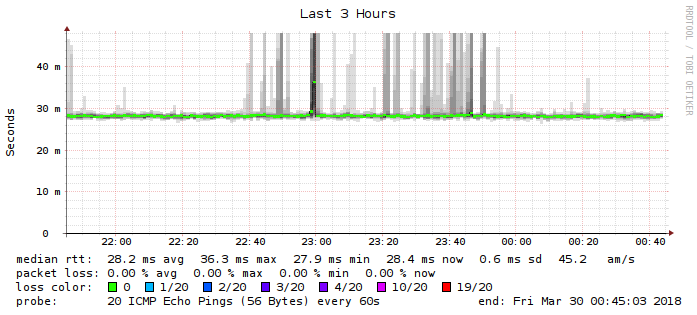 Last 3 Hours
RRDTOOL / TOBI OETIKER
Seconds
40 m
30 m
20 m
10 m
0
22:00 22:20 22:40 23:00 23:20 23:40 00:00 00:20 00:40
median rtt: 28.2 ms avg 36.3 ms max 27.9 ms min 28.4 ms now 0.6 ms sd 45.2 am/s
packet loss: 0.00 % avg 0.00 % max 0.00 % min 0.00 % now
loss color: 0 1/20 2/20 3/20 4/20 10/20 19/20
probe: 20 ICMP Echo Pings (56 Bytes) every 60s end: Fri Mar 30 00:45:03 2018